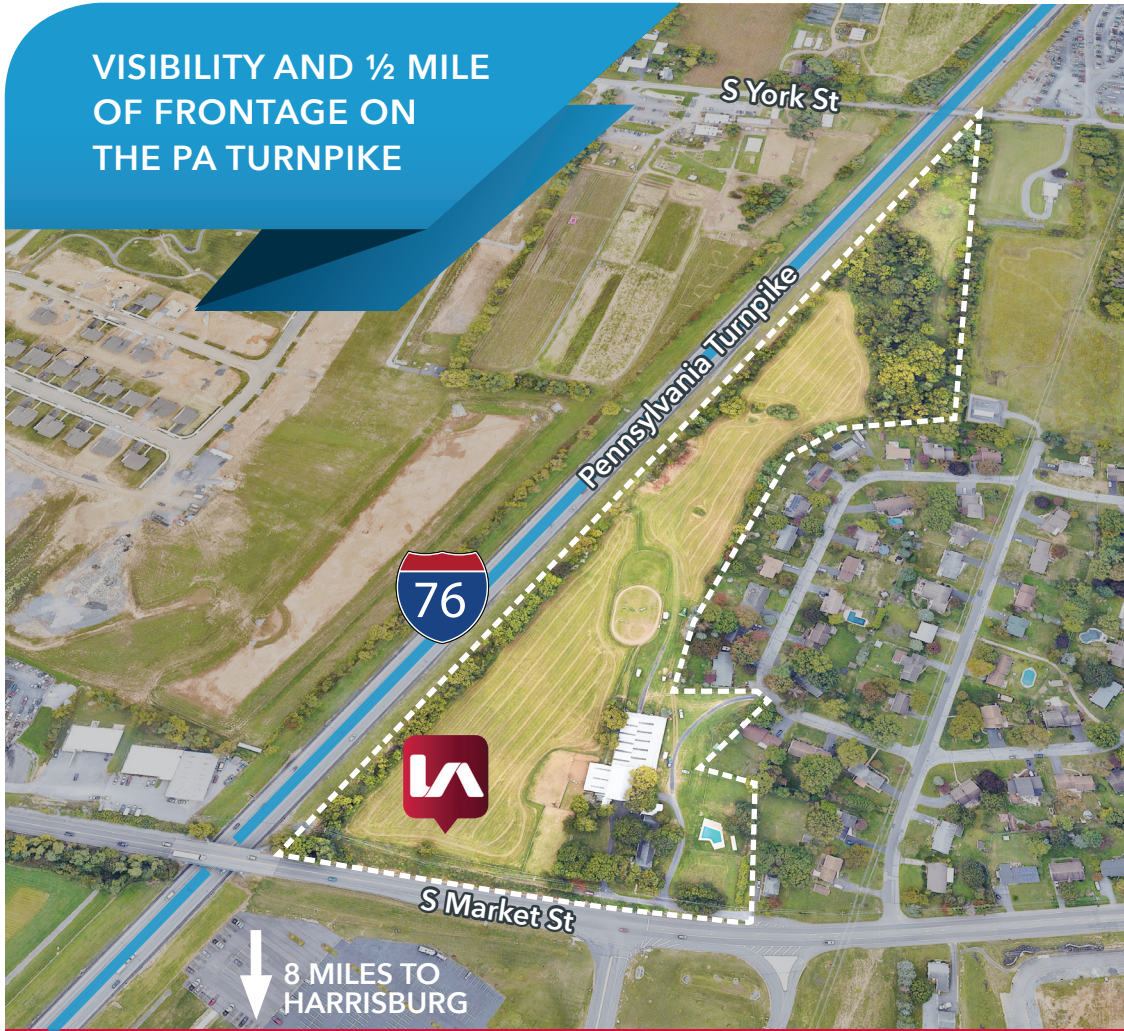 VISIBILITY AND ½ MILE
OF FRONTAGE ON
THE PA TURNPIKE
S York St
Pennsylvania Turnpike
76
LA
S Market St
8 MILES TO
HARRISBURG